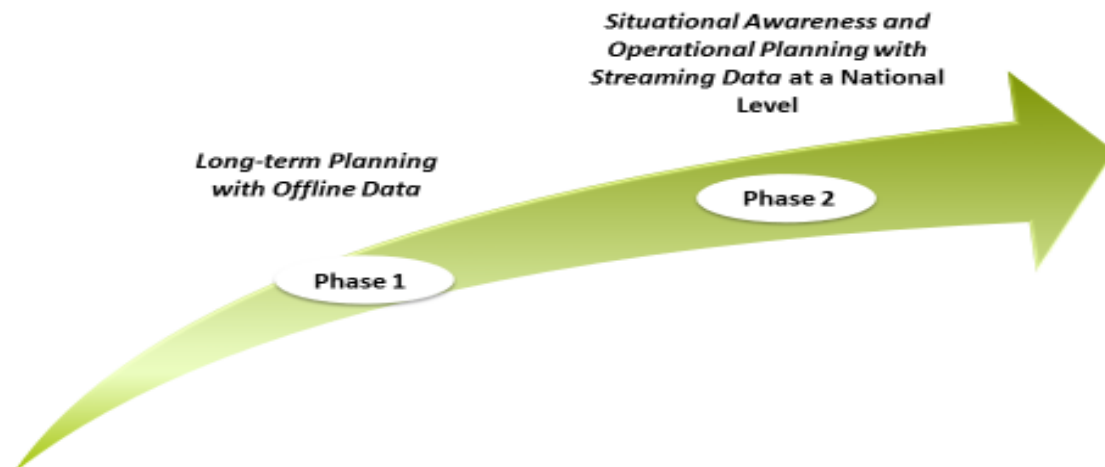 Situational Awareness and
Operational Planning with
Streaming Data at a National
Level
Long-term Planning
with Offline Data
Phase 2
Phase 1